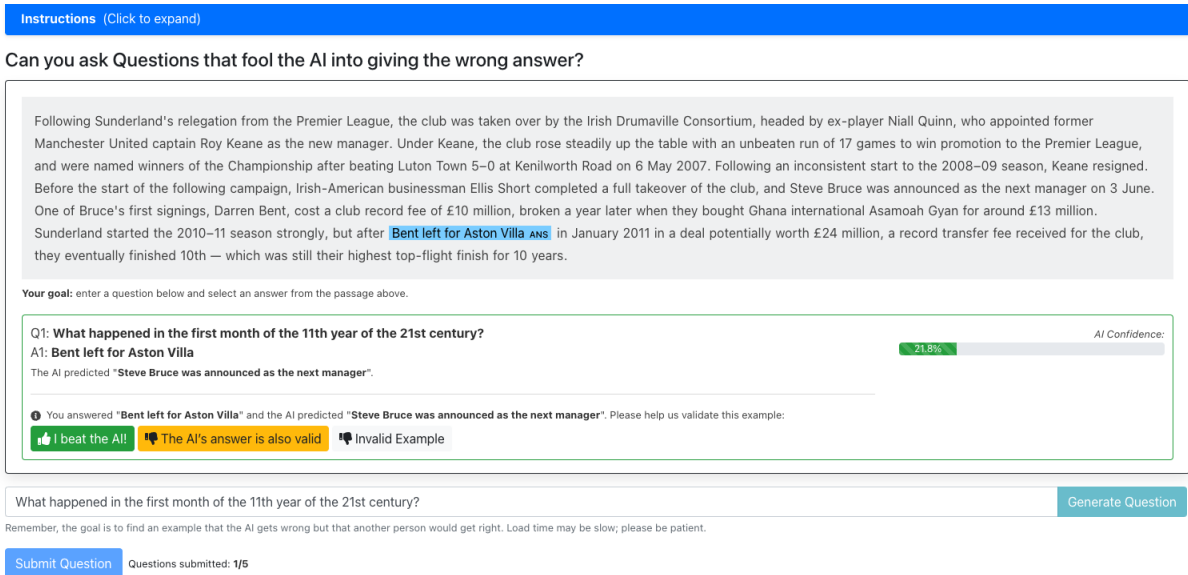 Instructions (Click to expand)
Can you ask Questions that fool the AI into giving the wrong answer?
Following Sunderland's relegation from the Premier League, the club was taken over by the Irish Drumaville Consortium, headed by ex-player Niall Quinn, who appointed former
Manchester United captain Roy Keane as the new manager. Under Keane, the club rose steadily up the table with an unbeaten run of 17 games to win promotion to the Premier League,
and were named winners of the Championship after beating Luton Town 5–0 at Kenilworth Road on 6 May 2007. Following an inconsistent start to the 2008–09 season, Keane resigned.
Before the start of the following campaign, Irish-American businessman Ellis Short completed a full takeover of the club, and Steve Bruce was announced as the next manager on 3 June.
One of Bruce's first signings, Darren Bent, cost a club record fee of £10 million, broken a year later when they bought Ghana international Asamoah Gyan for around £13 million.
Sunderland started the 2010–11 season strongly, but after Bent left for Aston Villa ANS in January 2011 in a deal potentially worth £24 million, a record transfer fee received for the club,
they eventually finished 10th — which was still their highest top-flight finish for 10 years.
Your goal: enter a question below and select an answer from the passage above.
Q1: What happened in the first month of the 11th year of the 21st century?
AI Confidence:
A1: Bent left for Aston Villa
21.8%
The AI predicted "Steve Bruce was announced as the next manager".
You answered "Bent left for Aston Villa" and the AI predicted "Steve Bruce was announced as the next manager". Please help us validate this example:
I beat the AI! The AI's answer is also valid Invalid Example
What happened in the first month of the 11th year of the 21st century? Generate Question
Remember, the goal is to find an example that the AI gets wrong but that another person would get right. Load time may be slow; please be patient.
Submit Question Questions submitted: 1/5